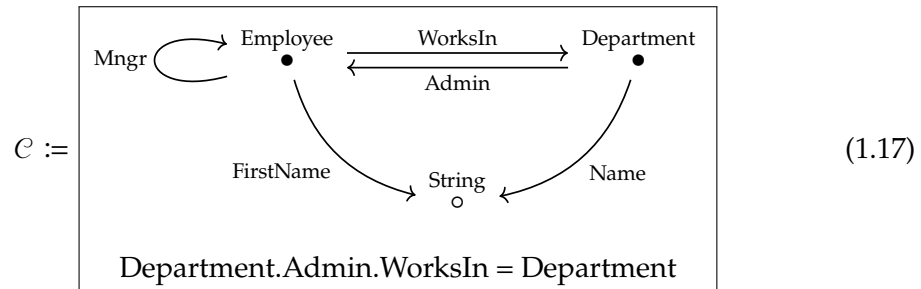 Employee WorksIn Department
Mngr
Admin
𝒞 := (1.17)
FirstName String Name
Department.Admin.WorksIn = Department